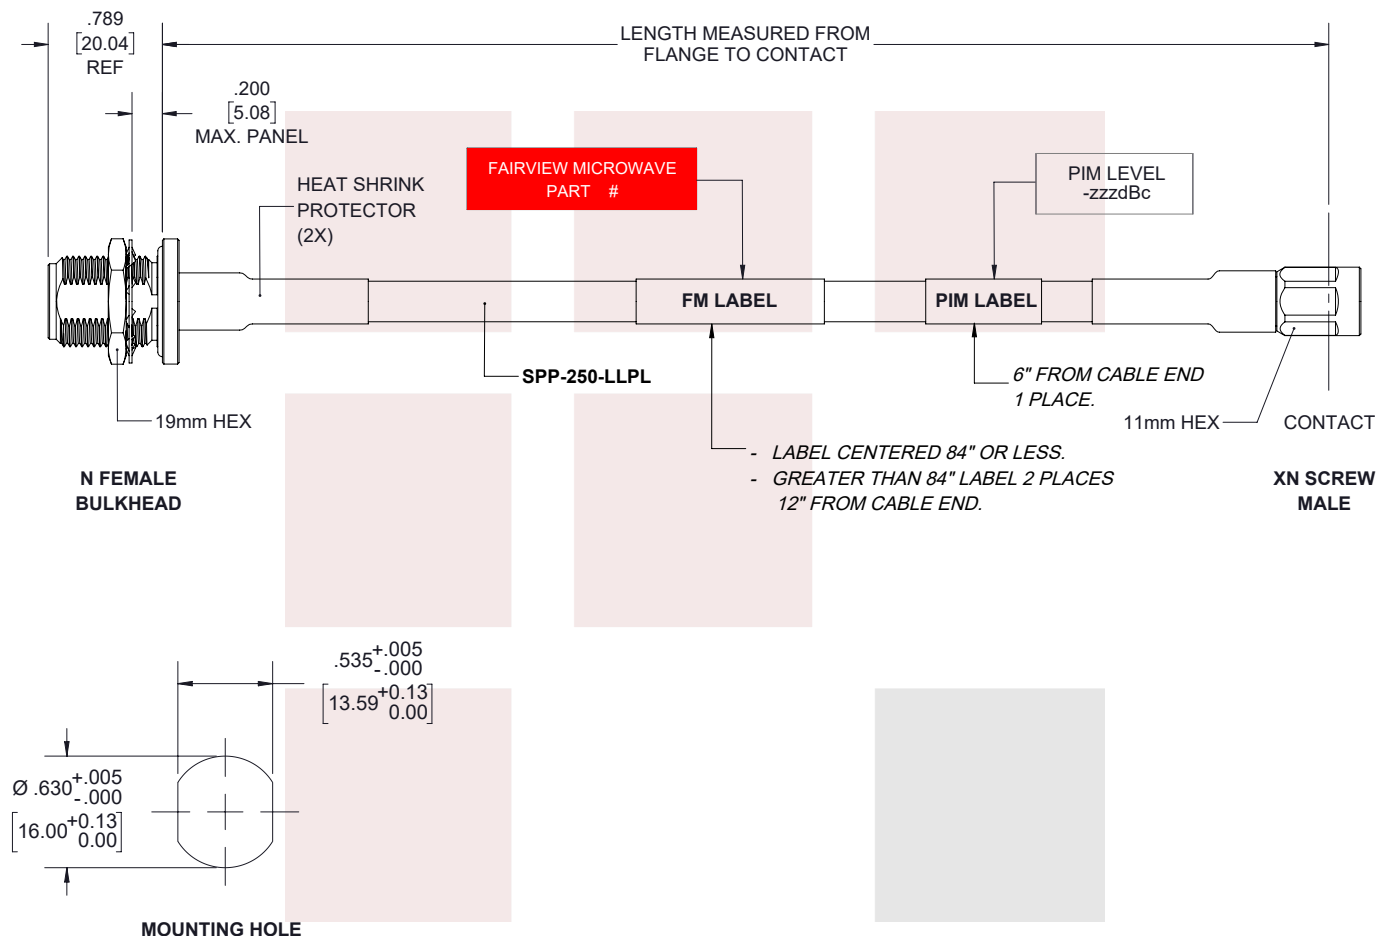 .789
[20.04]
REF
LENGTH MEASURED FROM
FLANGE TO CONTACT
.200
[5.08]
MAX. PANEL
HEAT SHRINK
PROTECTOR
(2X)
FAIRVIEW MICROWAVE
PART #
PIM LEVEL
-zzzdBc
FM LABEL
PIM LABEL
SPP-250-LLPL
6" FROM CABLE END
1 PLACE.
19mm HEX
11mm HEX
CONTACT
- LABEL CENTERED 84" OR LESS.
- GREATER THAN 84" LABEL 2 PLACES
12" FROM CABLE END.
N FEMALE
BULKHEAD
XN SCREW
MALE
.535 +.005
-.000
[13.59 +0.13
0.00]
Ø .630 +.005
-.000
[16.00 +0.13
0.00]
MOUNTING HOLE